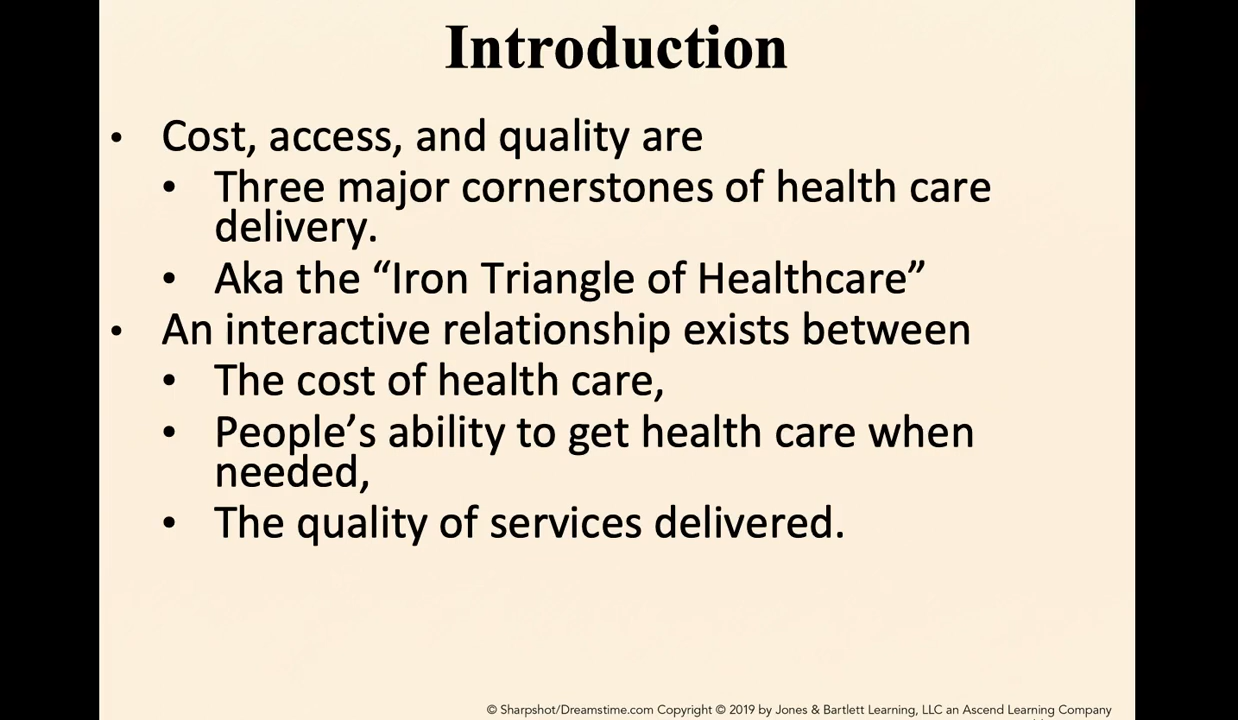 Introduction
• Cost, access, and quality are
• Three major cornerstones of health care
delivery.
• Aka the “Iron Triangle of Healthcare”
• An interactive relationship exists between
• The cost of health care,
• People’s ability to get health care when
needed,
• The quality of services delivered.
© Sharpshot/Dreamstime.com Copyright © 2019 by Jones & Bartlett Learning, LLC an Ascend Learning Company